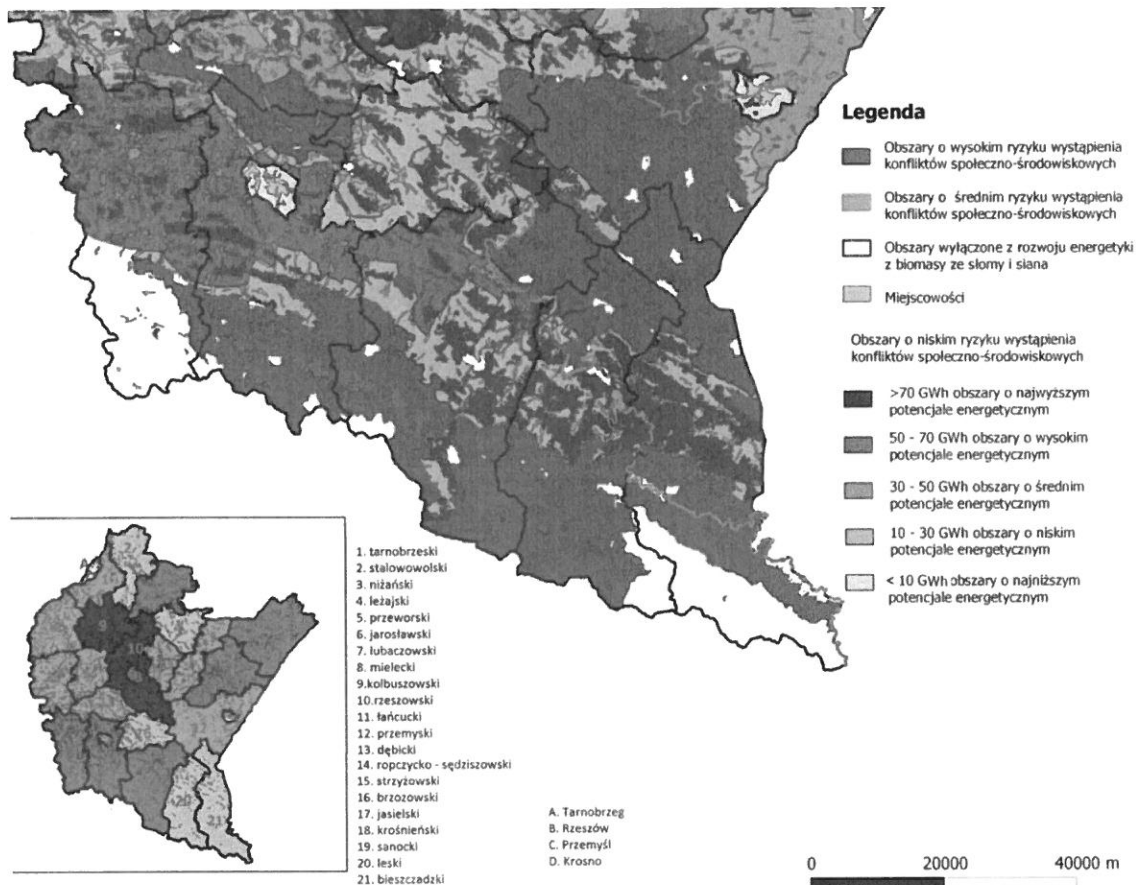 Legenda
Obszary o wysokim ryzyku wystąpienia
konfliktów społeczno-środowiskowych
Obszary o średnim ryzyku wystąpienia
konfliktów społeczno-środowiskowych
Obszary wyłączone z rozwoju energetyki
z biomasy ze słomy i siana
Miejscowości
Obszary o niskim ryzyku wystąpienia
konfliktów społeczno-środowiskowych
>70 GWh obszary o najwyższym
potencjale energetycznym
50 - 70 GWh obszary o wysokim
potencjale energetycznym
30 - 50 GWh obszary o średnim
potencjale energetycznym
10 - 30 GWh obszary o niskim
potencjale energetycznym
< 10 GWh obszary o najniższym
potencjale energetycznym
9
10
20
21
1. tarnobrzeski
2. stalowowolski
3. niżański
4. leżajski
5. przeworski
6. jarosławski
7. lubaczowski
8. mielecki
9.kolbuszowski
10.rzeszowski
11. łańcucki
12. przemyski
13. dębicki
14. ropczycko - sędziszowski
15. strzyżowski
16. brzozowski
17. jasielski
18. krośnieński
19. sanocki
20. leski
21. bieszczadzki
A. Tarnobrzeg
B. Rzeszów
C. Przemyśl
D. Krosno
0 20000 40000 m